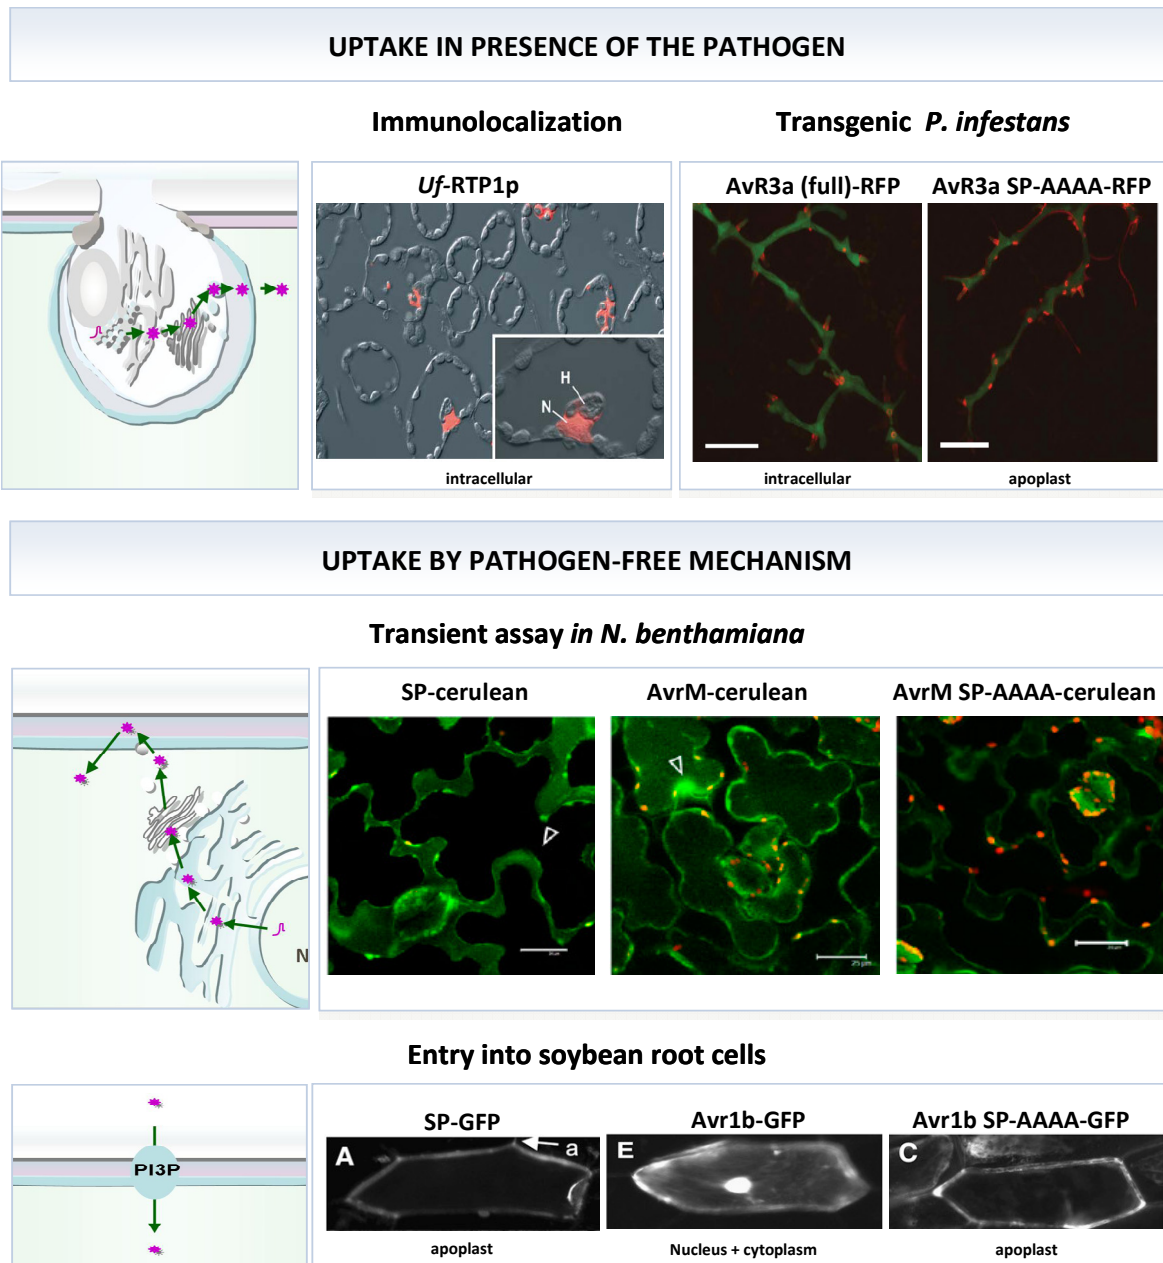 UPTAKE IN PRESENCE OF THE PATHOGEN
Immunolocalization
Transgenic P. infestans
Uf-RTP1p
AvR3a (full)-RFP
AvR3a SP-AAAA-RFP
H
N
intracellular
intracellular
apoplast
UPTAKE BY PATHOGEN-FREE MECHANISM
Transient assay in N. benthamiana
SP-cerulean
AvrM-cerulean
AvrM SP-AAAA-cerulean
N
25 µm
Entry into soybean root cells
SP-GFP
Avr1b-GFP
Avr1b SP-AAAA-GFP
PI3P
A
a
E
C
apoplast
Nucleus + cytoplasm
apoplast